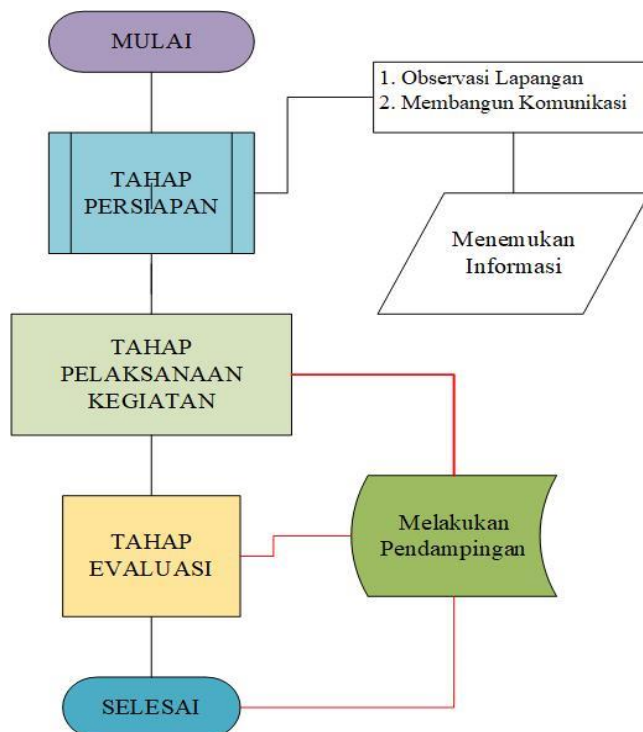 MULAI
1. Observasi Lapangan
2. Membangun Komunikasi
TAHAP
PERSIAPAN
Menemukan
Informasi
TAHAP
PELAKSANAAN
KEGIATAN
Melakukan
Pendampingan
TAHAP
EVALUASI
SELESAI